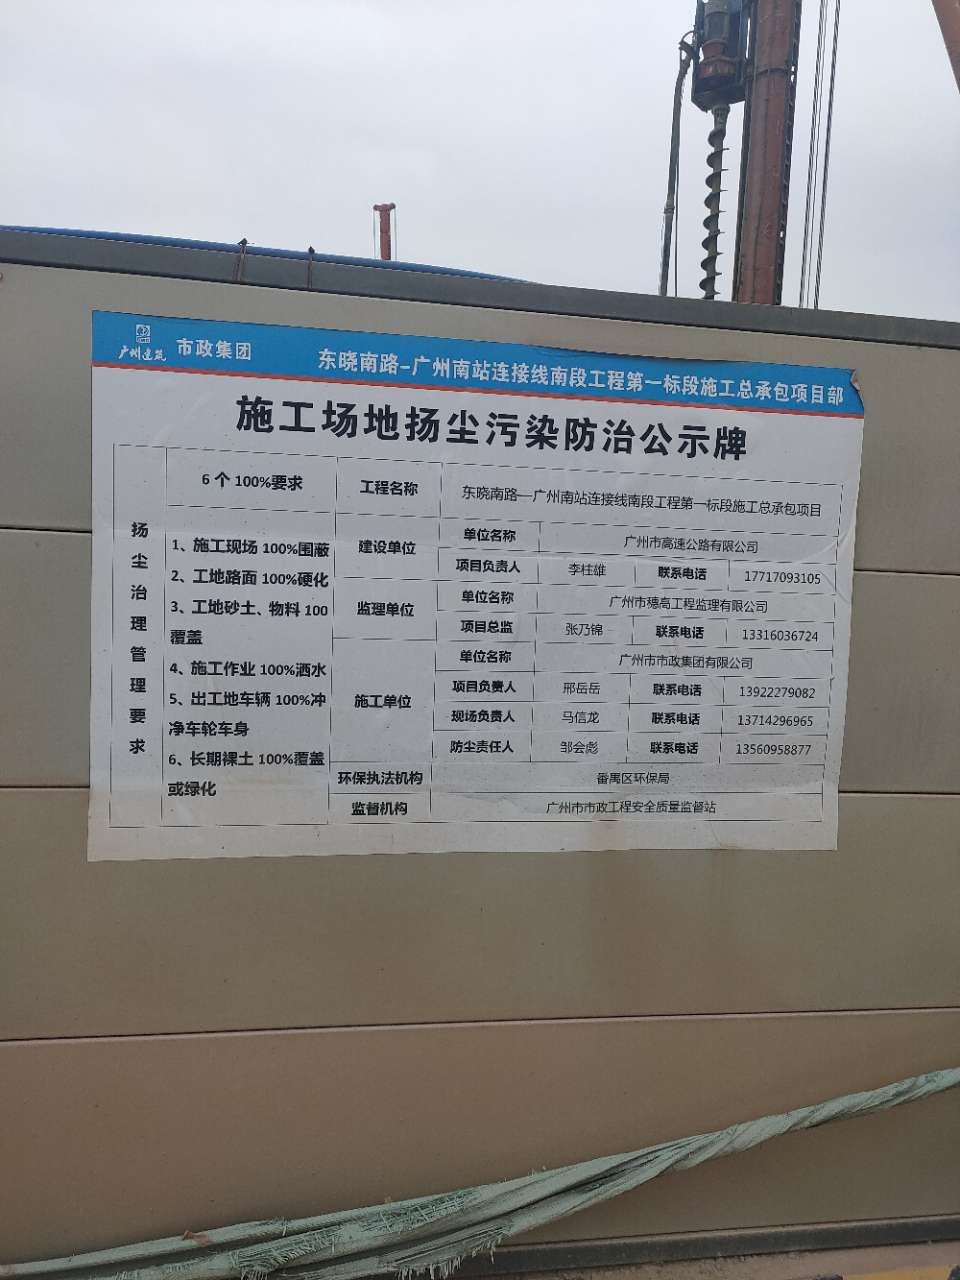 广州建筑 市政集团 东晓南路-广州南站连接线南段工程第一标段施工总承包项目部
施工场地扬尘污染防治公示牌
扬尘治理管理要求
6个100%要求
1、施工现场100%围蔽
2、工地路面100%硬化
3、工地砂土、物料100
覆盖
4、施工作业100%洒水
5、出工地车辆100%冲
净车轮车身
6、长期裸土100%覆盖
或绿化
工程名称 东晓南路—广州南站连接线南段工程第一标段施工总承包项目
建设单位 单位名称 广州市高速公路有限公司
项目负责人 李柱雄 联系电话 17717093105
监理单位 单位名称 广州市穗高工程监理有限公司
项目总监 张乃锦 联系电话 13316036724
施工单位 单位名称 广州市市政集团有限公司
项目负责人 邢岳岳 联系电话 13922279082
现场负责人 马信龙 联系电话 13714296965
防尘责任人 邹会彪 联系电话 13560958877
环保执法机构 番禺区环保局
监督机构 广州市市政工程安全质量监督站